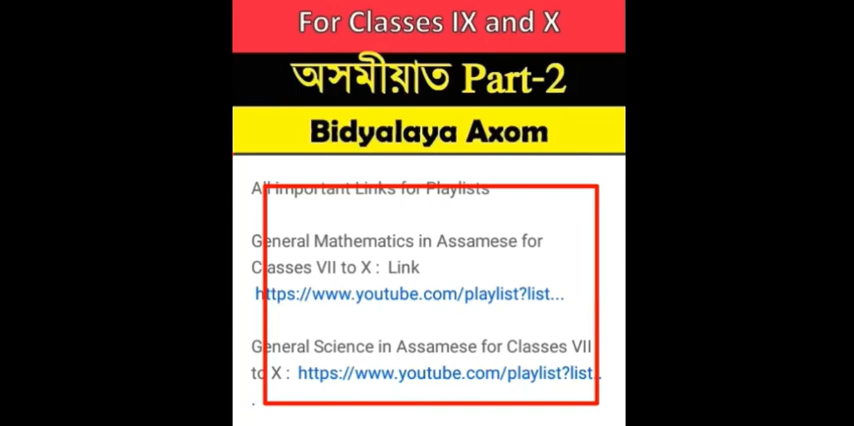 For Classes IX and X
অসমীয়াত Part-2
Bidyalaya Axom
All important Links for Playlists
General Mathematics in Assamese for
Classes VII to X : Link
https://www.youtube.com/playlist?list...
General Science in Assamese for Classes VII
to X : https://www.youtube.com/playlist?list..
.